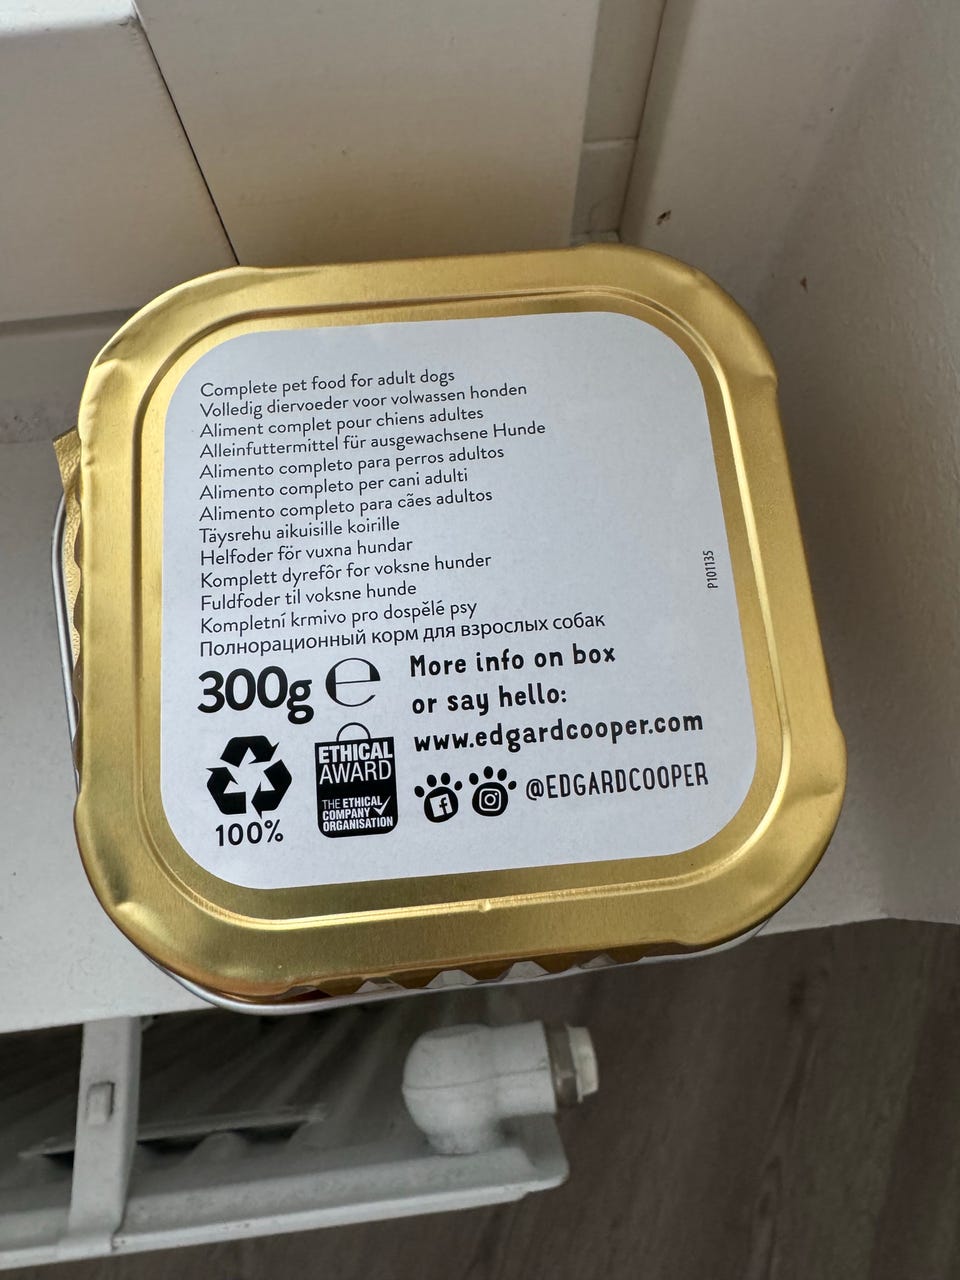 Complete pet food for adult dogs
Volledig diervoeder voor volwassen honden
Aliment complet pour chiens adultes
Alleinfuttermittel für ausgewachsene Hunde
Alimento completo para perros adultos
Alimento completo per cani adulti
Alimento completo para cães adultos
Täysrehu aikuisille koirille
Helfoder för vuxna hundar
Komplett dyrefôr for voksne hunder
Fuldfoder til voksne hunde
Kompletní krmivo pro dospělé psy
Полнорационный корм для взрослых собак
300g ℮
More info on box
or say hello:
www.edgardcooper.com
@EDGARDCOOPER
100%
ETHICAL
AWARD
THE ETHICAL
COMPANY
ORGANISATION
P101135